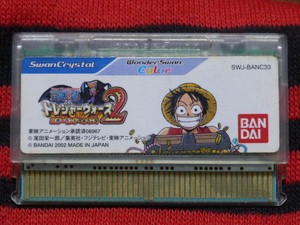 SwanCrystal
WonderSwan
Color
SWJ-BANC33
トレジャーウォーズ2
東映アニメーション承認済06967
© 尾田栄一郎／集英社・フジテレビ・東映アニメーション
© BANDAI 2002 MADE IN JAPAN
BAN
DAI